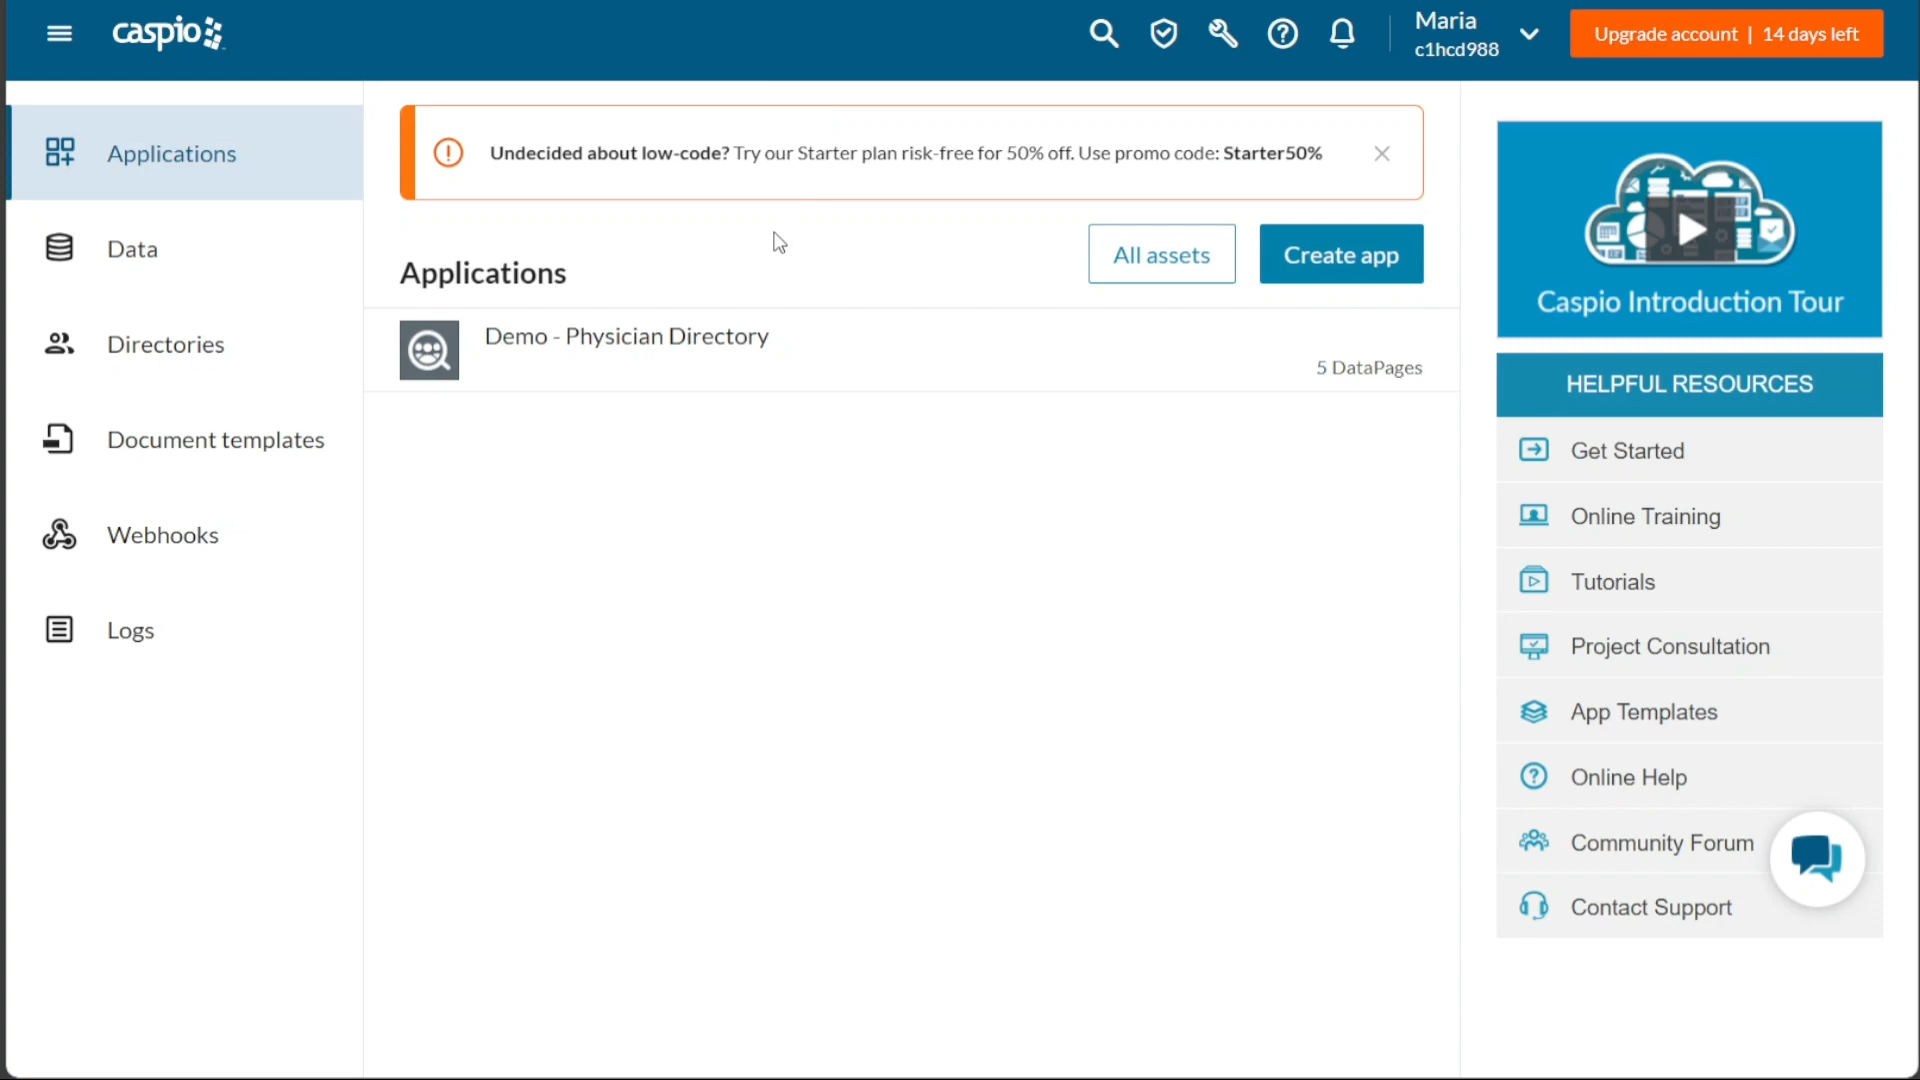 caspio
Maria
c1hcd988
Upgrade account | 14 days left
Applications
Data
Directories
Document templates
Webhooks
Logs
Undecided about low-code? Try our Starter plan risk-free for 50% off. Use promo code: Starter50%
Applications
All assets
Create app
Demo - Physician Directory
5 DataPages
Caspio Introduction Tour
HELPFUL RESOURCES
Get Started
Online Training
Tutorials
Project Consultation
App Templates
Online Help
Community Forum
Contact Support